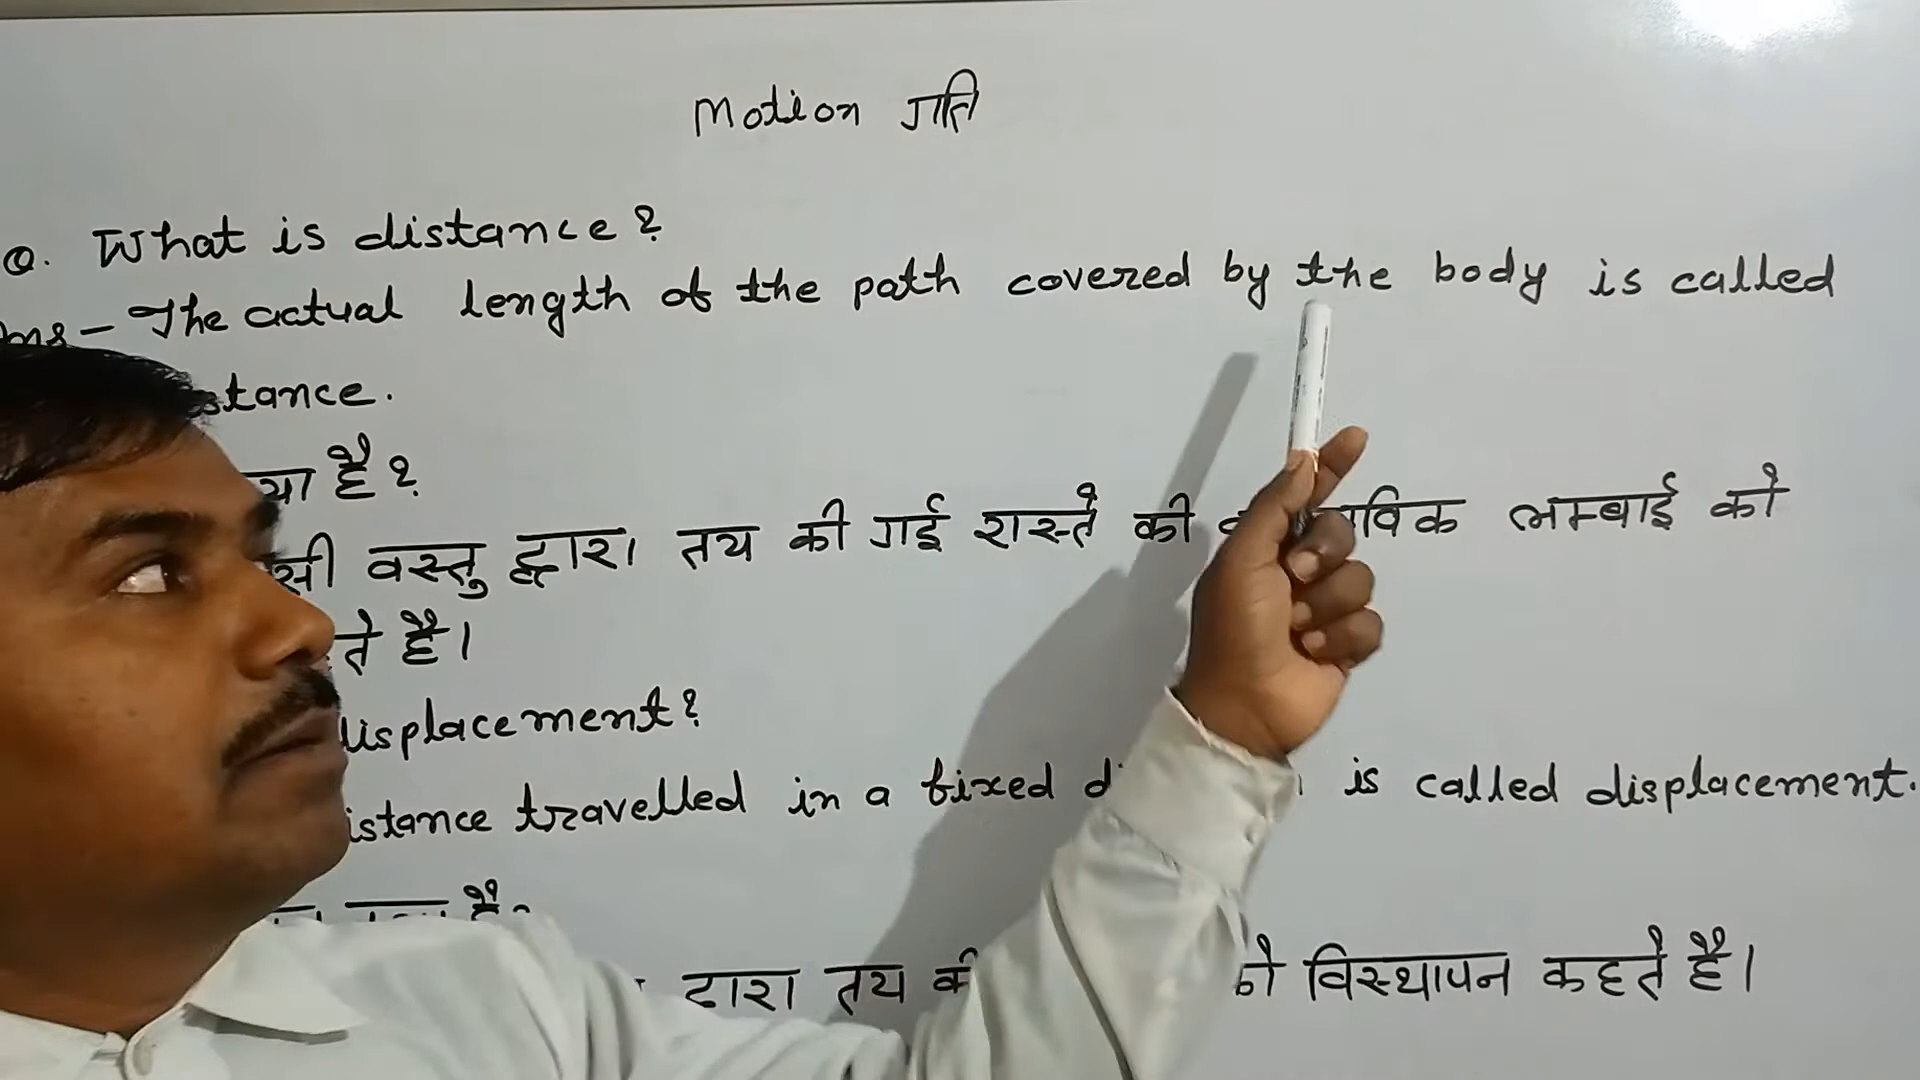 Motion गति
Q. What is distance?
Ans - The actual length of the path covered by the body is called
stance.
या है?
सी वस्तु द्वारा तय की गई रास्ते की विक लम्बाई को
ते है।
displacement?
istance travelled in a fixed is called displacement.
है?
द्वारा तय की को विस्थापन कहते है।